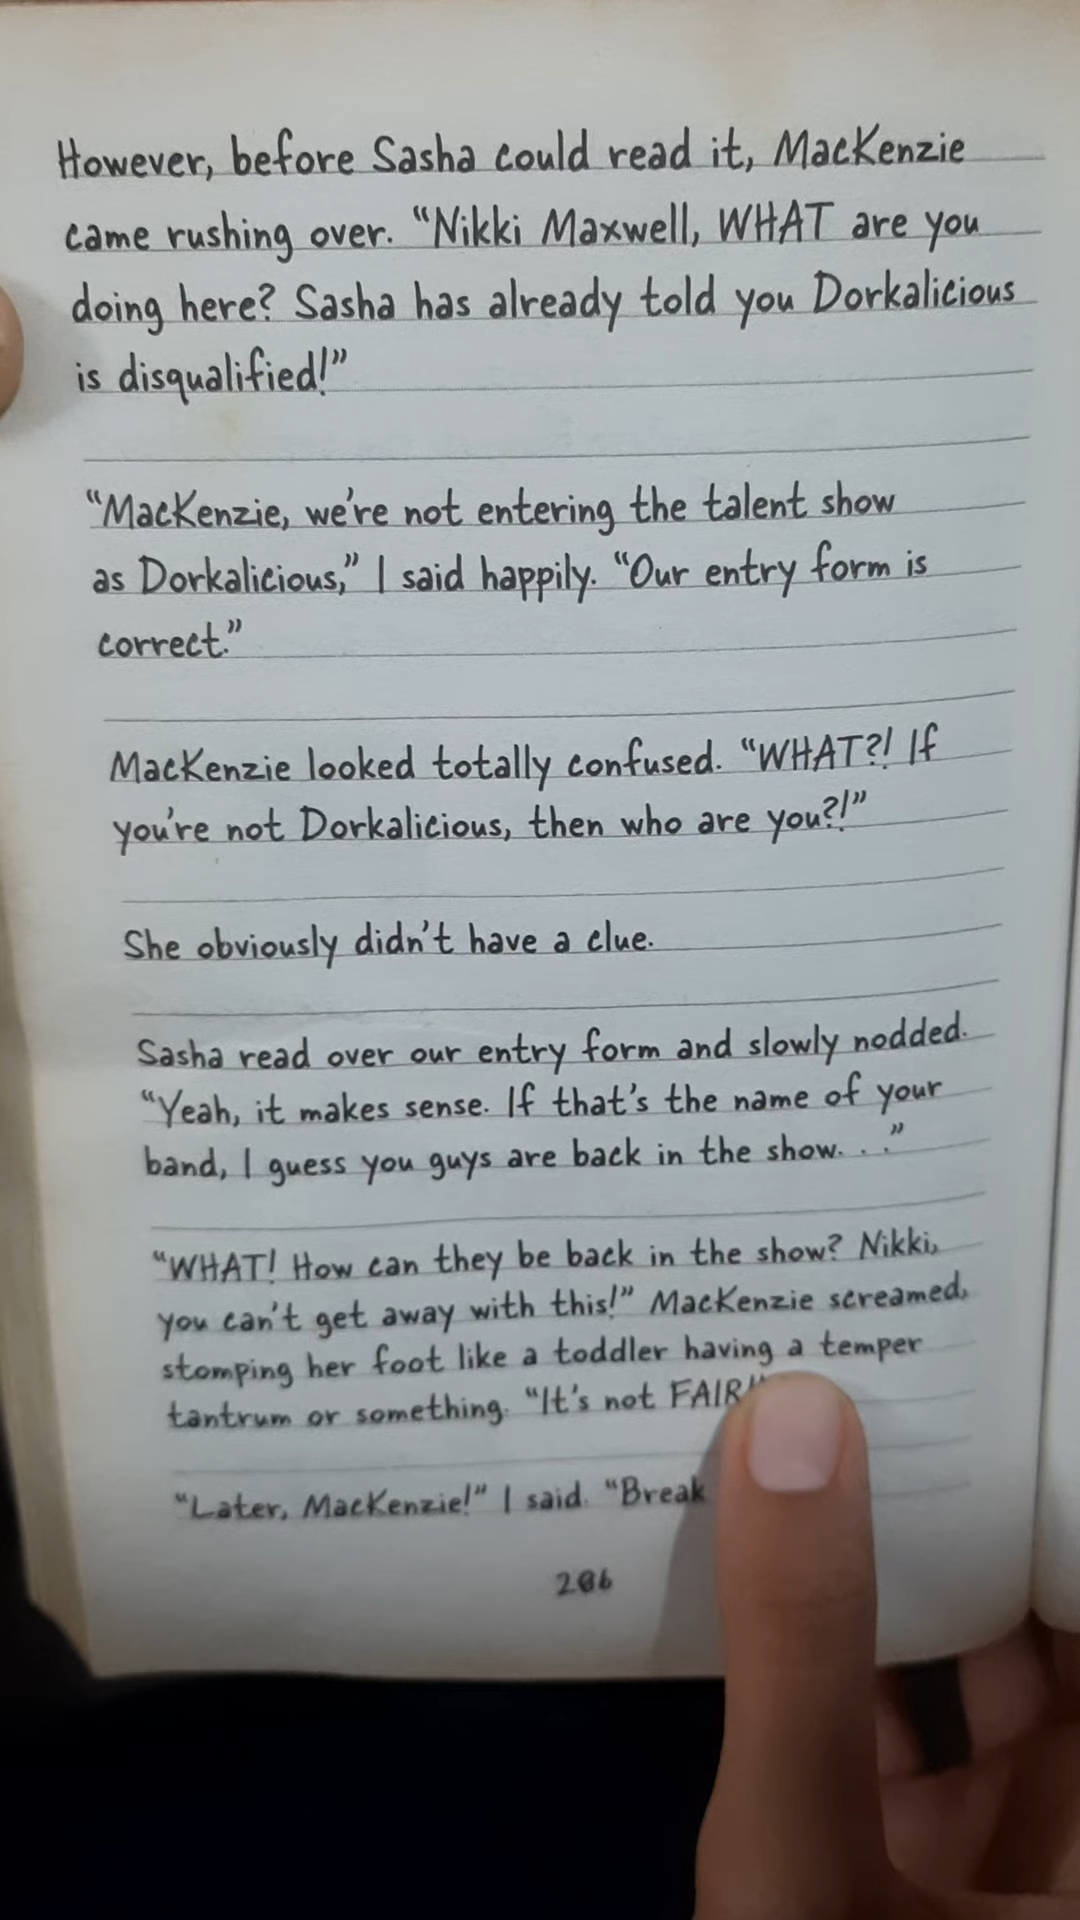 However, before Sasha could read it, MacKenzie
came rushing over. “Nikki Maxwell, WHAT are you
doing here? Sasha has already told you Dorkalicious
is disqualified!”
“MacKenzie, we're not entering the talent show
as Dorkalicious,” I said happily. “Our entry form is
correct.”
MacKenzie looked totally confused. “WHAT?! If
you're not Dorkalicious, then who are you?!”
She obviously didn't have a clue.
Sasha read over our entry form and slowly nodded.
“Yeah, it makes sense. If that's the name of your
band, I guess you guys are back in the show. . .”
“WHAT! How can they be back in the show? Nikki,
you can't get away with this!” MacKenzie screamed,
stomping her foot like a toddler having a temper
tantrum or something. “It's not FAIR!”
“Later, MacKenzie!” I said. “Break